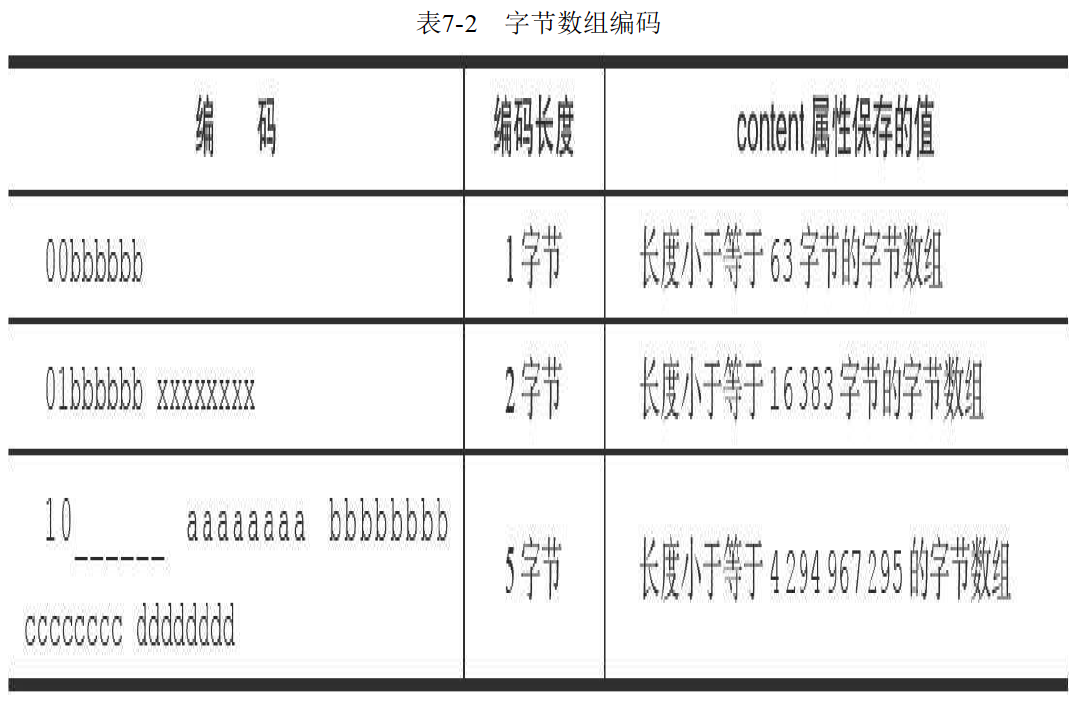 表7-2 字节数组编码
编 码 编码长度 content 属性保存的值
00bbbbbb 1 字节 长度小于等于 63 字节的字节数组
01bbbbbb xxxxxxxx 2 字节 长度小于等于 16 383 字节的字节数组
10______ aaaaaaaa bbbbbbbb
cccccccc dddddddd 5 字节 长度小于等于 4 294 967 295 的字节数组